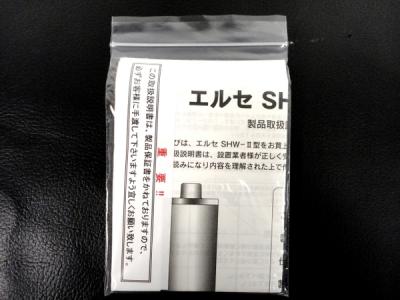 重 要 !!
この取扱説明書は、製品保証書をかねておりますので、
必ずお客様に手渡して下さいますよう宜しくお願い致します。
エルセ SH
製品取扱
びは、エルセ SHW-Ⅱ型をお買上
扱説明書は、設置業者様が正しく
読みになり内容を理解された上で